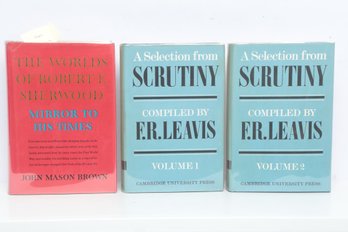 THE WORLDS
OF ROBERT E.
SHERWOOD
MIRROR TO
HIS TIMES
JOHN MASON BROWN
A Selection from
SCRUTINY
COMPILED BY
F.R.LEAVIS
VOLUME 1
CAMBRIDGE UNIVERSITY PRESS
A Selection from
SCRUTINY
COMPILED BY
F.R.LEAVIS
VOLUME 2
CAMBRIDGE UNIVERSITY PRESS